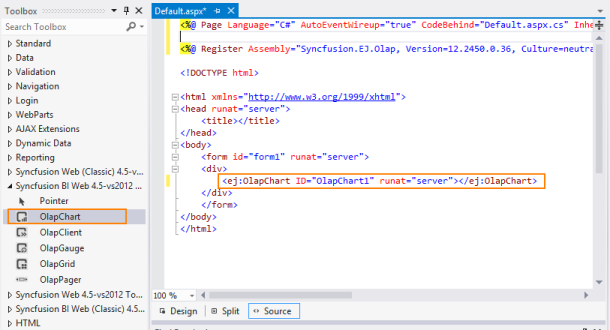 Toolbox
Search Toolbox
Standard
Data
Validation
Navigation
Login
WebParts
AJAX Extensions
Dynamic Data
Reporting
Syncfusion Web (Classic) 4.5-v...
Syncfusion BI Web 4.5-vs2012 ...
Pointer
OlapChart
OlapClient
OlapGauge
OlapGrid
OlapPager
Syncfusion Web 4.5-vs2012 To...
Syncfusion BI Web (Classic) 4.5...
HTML
Default.aspx*
<%@ Page Language="C#" AutoEventWireup="true" CodeBehind="Default.aspx.cs" Inhe
<%@ Register Assembly="Syncfusion.EJ.Olap, Version=12.2450.0.36, Culture=neutra
<!DOCTYPE html>
<html xmlns="http://www.w3.org/1999/xhtml">
<head runat="server">
<title></title>
</head>
<body>
<form id="form1" runat="server">
<div>
<ej:OlapChart ID="OlapChart1" runat="server"></ej:OlapChart>
</div>
</form>
</body>
</html>
100 %
Design Split Source